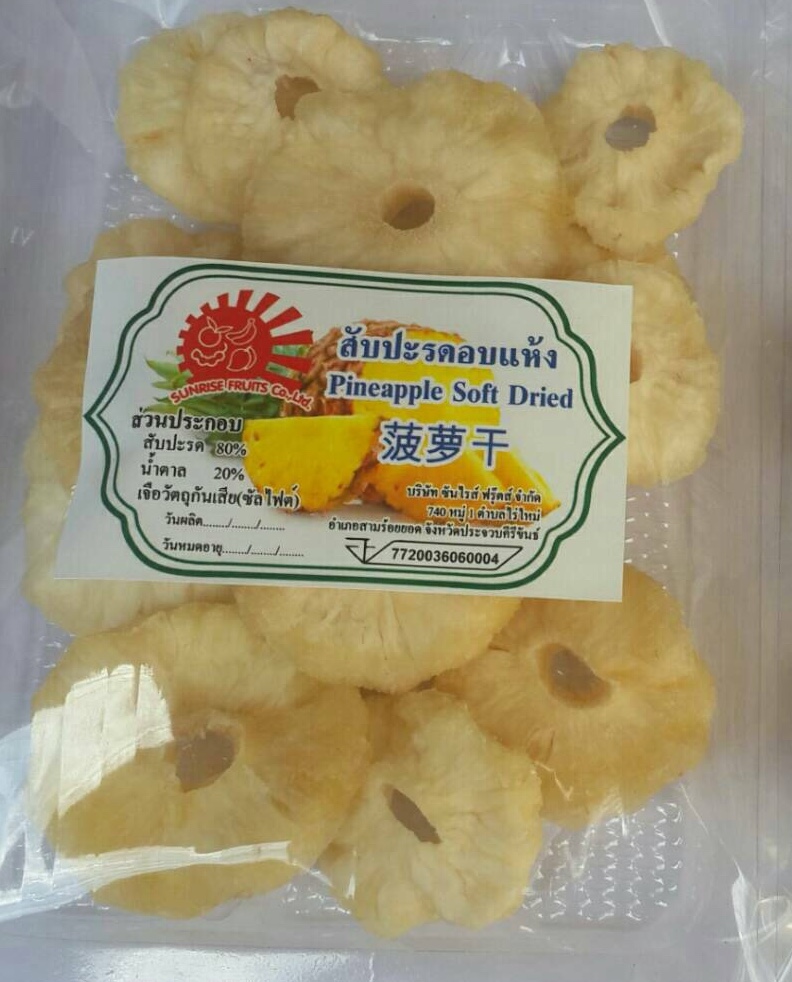 SUNRISE FRUITS Co.,Ltd.
สับปะรดอบแห้ง
Pineapple Soft Dried
菠萝干
ส่วนประกอบ
สับปะรด 80%
น้ำตาล 20%
เจือวัตถุกันเสีย(ซัลไฟต์)
วันผลิต......./......./.......
วันหมดอายุ......./......./.......
บริษัท ซันไรส์ ฟรุ๊ตส์ จำกัด
740 หมู่ 1 ตำบลไร่ใหม่
อำเภอสามร้อยยอด จังหวัดประจวบคีรีขันธ์
7720036060004